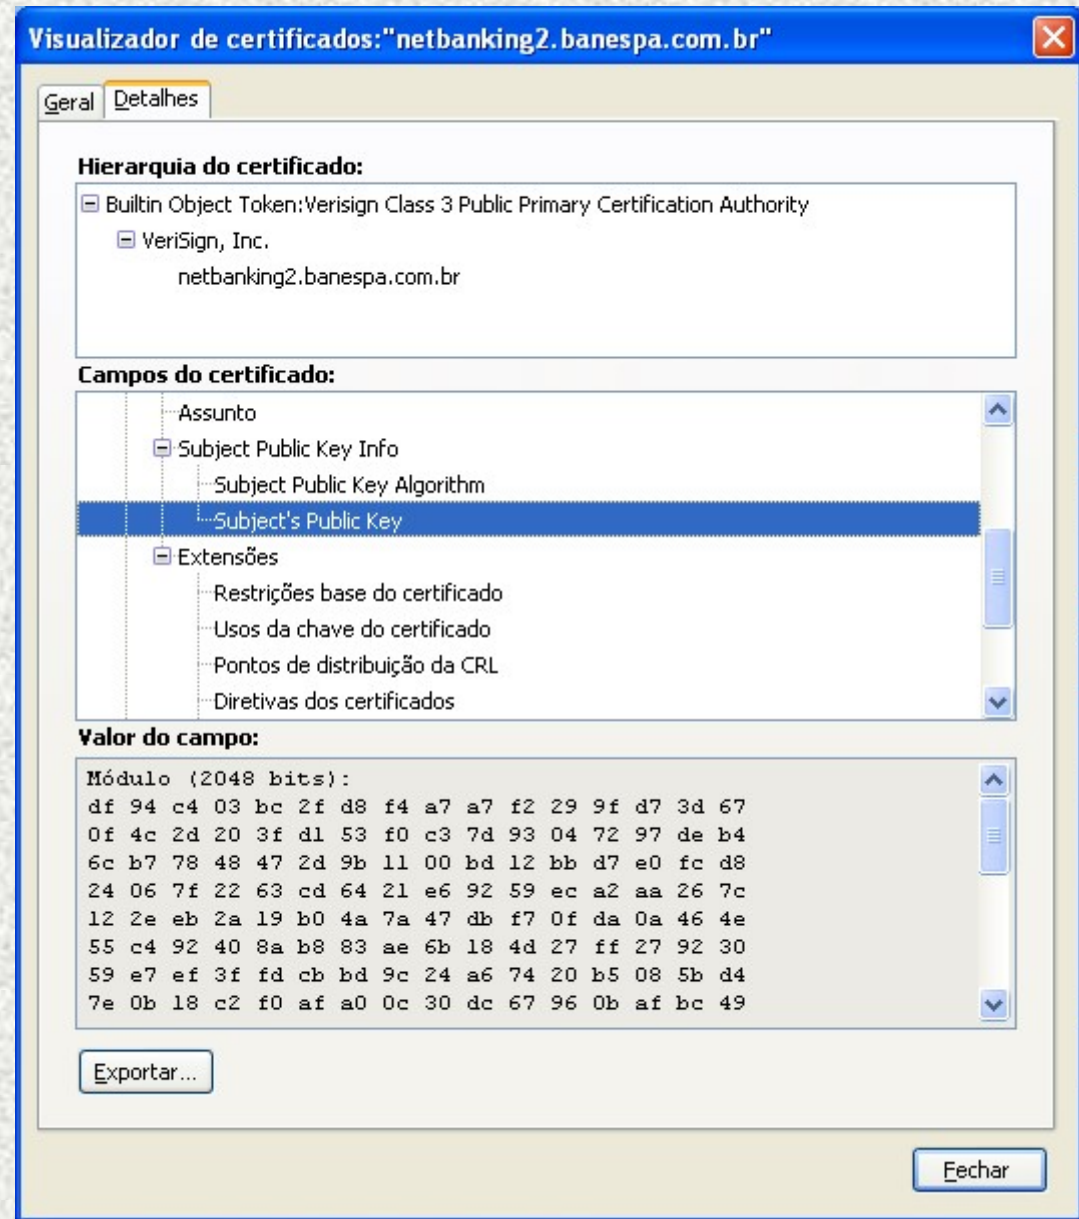 Visualizador de certificados:"netbanking2.banespa.com.br"
Geral Detalhes
Hierarquia do certificado:
Builtin Object Token:Verisign Class 3 Public Primary Certification Authority
VeriSign, Inc.
netbanking2.banespa.com.br
Campos do certificado:
Assunto
Subject Public Key Info
Subject Public Key Algorithm
Subject's Public Key
Extensões
Restrições base do certificado
Usos da chave do certificado
Pontos de distribuição da CRL
Diretivas dos certificados
Valor do campo:
Módulo (2048 bits):
df 94 c4 03 bc 2f d8 f4 a7 a7 f2 29 9f d7 3d 67
0f 4c 2d 20 3f d1 53 f0 c3 7d 93 04 72 97 de b4
6c b7 78 48 47 2d 9b 11 00 bd 12 bb d7 e0 fc d8
24 06 7f 22 63 cd 64 21 e6 92 59 ec a2 aa 26 7c
12 2e eb 2a 19 b0 4a 7a 47 db f7 0f da 0a 46 4e
55 c4 92 40 8a b8 83 ae 6b 18 4d 27 ff 27 92 30
59 e7 ef 3f fd cb bd 9c 24 a6 74 20 b5 08 5b d4
7e 0b 18 c2 f0 af a0 0c 30 dc 67 96 0b af bc 49
Exportar...
Fechar